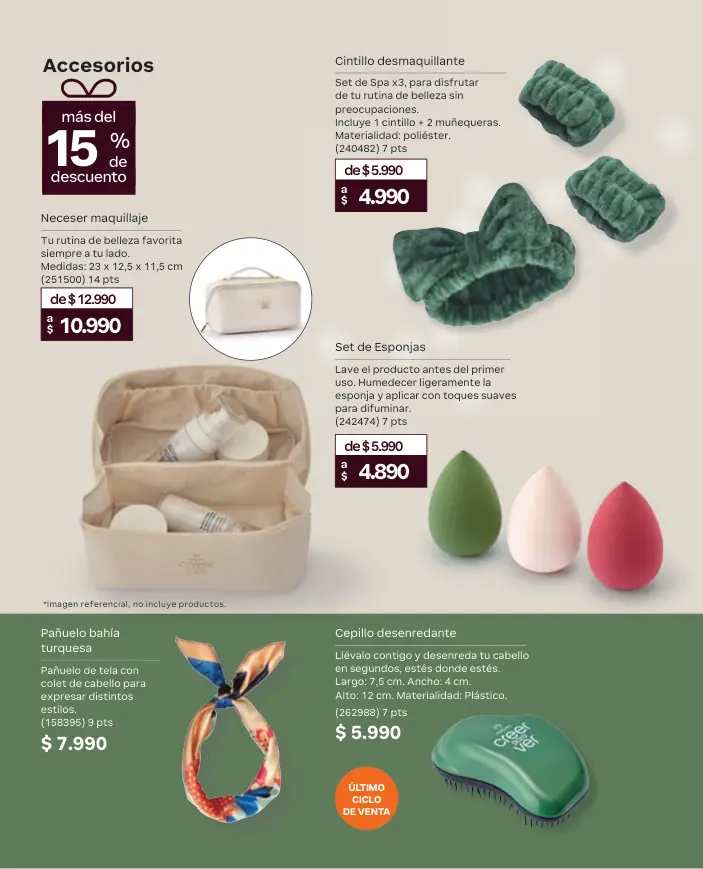 Accesorios
más del
15 %
de
descuento
Neceser maquillaje
Tu rutina de belleza favorita
siempre a tu lado.
Medidas: 23 x 12,5 x 11,5 cm
(251500) 14 pts
de $ 12.990
a
$ 10.990
*Imagen referencial, no incluye productos.
Cintillo desmaquillante
Set de Spa x3, para disfrutar
de tu rutina de belleza sin
preocupaciones.
Incluye 1 cintillo + 2 muñequeras.
Materialidad: poliéster.
(240482) 7 pts
de $ 5.990
a
$ 4.990
Set de Esponjas
Lave el producto antes del primer
uso. Humedecer ligeramente la
esponja y aplicar con toques suaves
para difuminar.
(242474) 7 pts
de $ 5.990
a
$ 4.890
Pañuelo bahía
turquesa
Pañuelo de tela con
colet de cabello para
expresar distintos
estilos.
(158395) 9 pts
$ 7.990
Cepillo desenredante
Llévalo contigo y desenreda tu cabello
en segundos, estés donde estés.
Largo: 7,5 cm. Ancho: 4 cm.
Alto: 12 cm. Materialidad: Plástico.
(262988) 7 pts
$ 5.990
ÚLTIMO
CICLO
DE VENTA
creer
para
ver